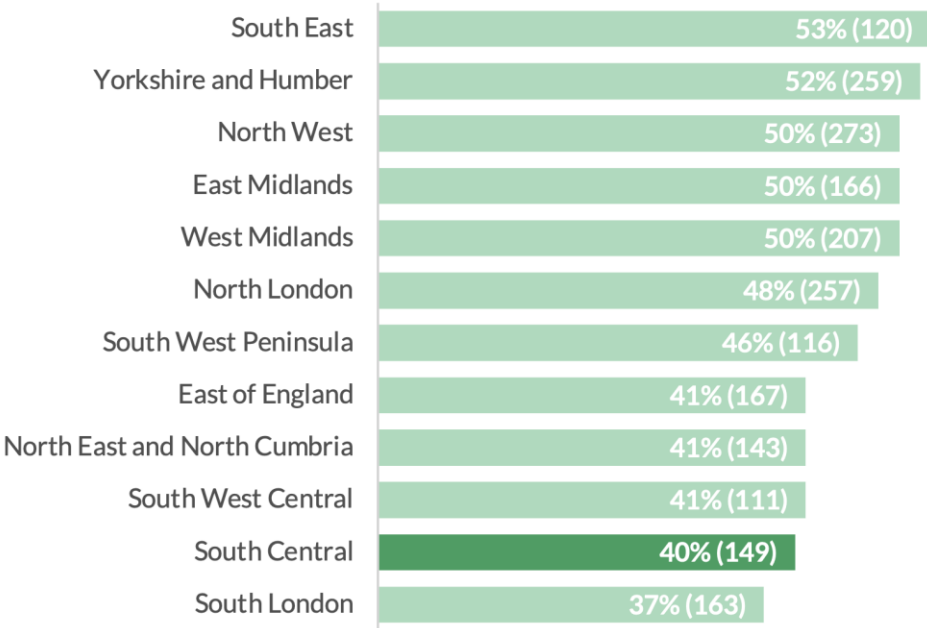 South East 53% (120)
Yorkshire and Humber 52% (259)
North West 50% (273)
East Midlands 50% (166)
West Midlands 50% (207)
North London 48% (257)
South West Peninsula 46% (116)
East of England 41% (167)
North East and North Cumbria 41% (143)
South West Central 41% (111)
South Central 40% (149)
South London 37% (163)